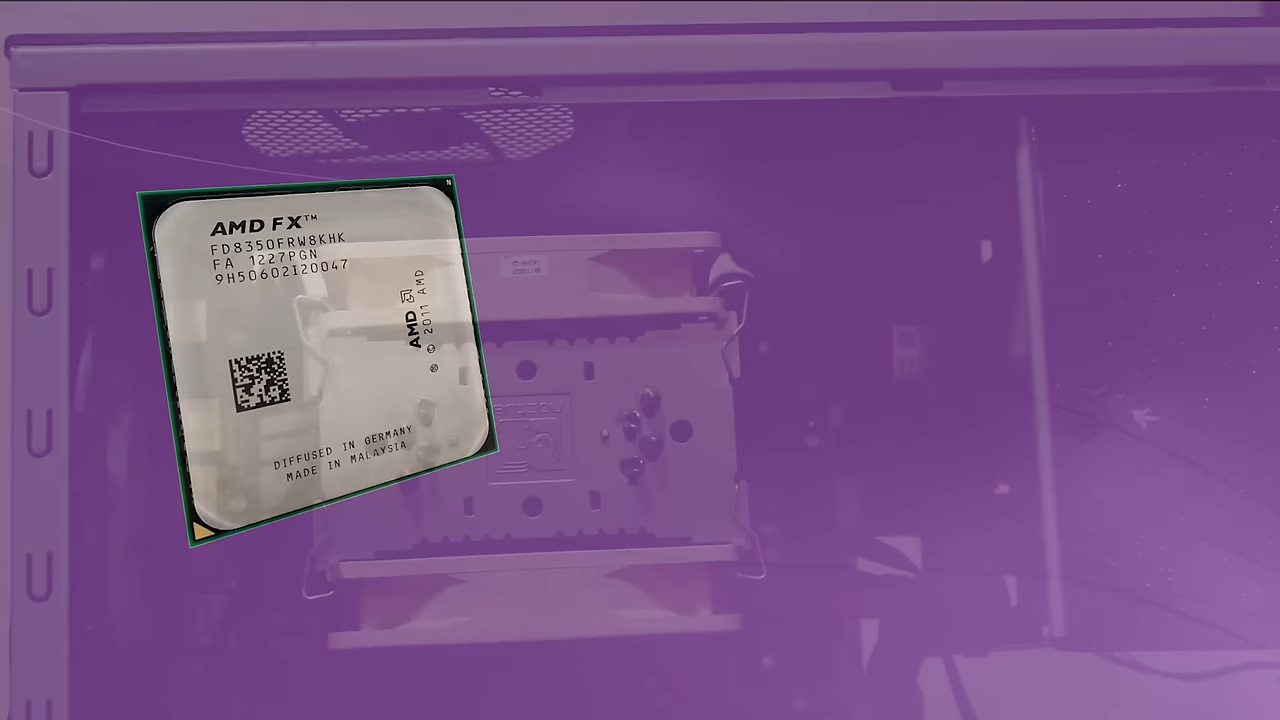 AMD FX™
FD8350FRW8KHK
FA 1227PGN
9H50602I20047
AMD
® © 2011 AMD
DIFFUSED IN GERMANY
MADE IN MALAYSIA
N